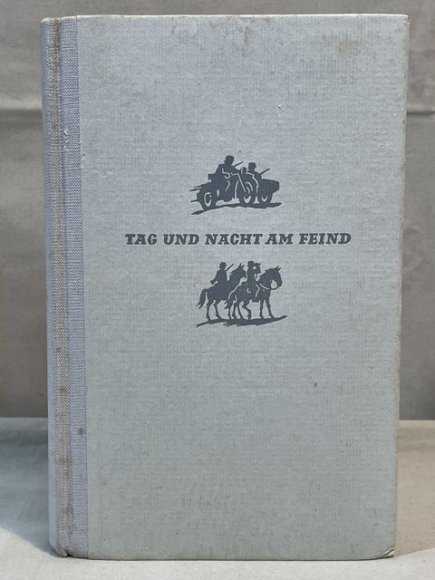 TAG UND NACHT AM FEIND